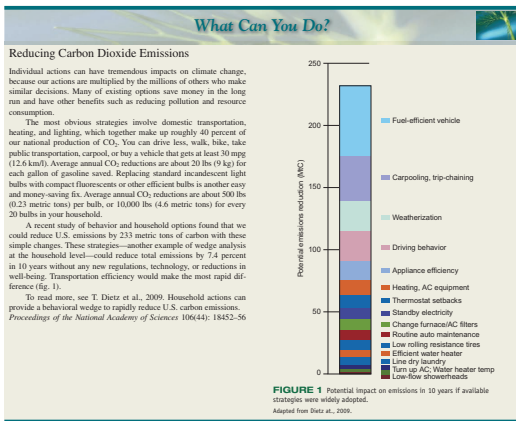 What Can You Do?
Reducing Carbon Dioxide Emissions
Individual actions can have tremendous impacts on climate change,
because our actions are multiplied by the millions of others who make
similar decisions. Many of existing options save money in the long
run and have other benefits such as reducing pollution and resource
consumption.
The most obvious strategies involve domestic transportation,
heating, and lighting, which together make up roughly 40 percent of
our national production of CO₂. You can drive less, walk, bike, take
public transportation, carpool, or buy a vehicle that gets at least 30 mpg
(12.6 km/l). Average annual CO₂ reductions are about 20 lbs (9 kg) for
each gallon of gasoline saved. Replacing standard incandescent light
bulbs with compact fluorescents or other efficient bulbs is another easy
and money-saving fix. Average annual CO₂ reductions are about 500 lbs
(0.23 metric tons) per bulb, or 10,000 lbs (4.6 metric tons) for every
20 bulbs in your household.
A recent study of behavior and household options found that we
could reduce U.S. emissions by 233 metric tons of carbon with these
simple changes. These strategies—another example of wedge analysis
at the household level—could reduce total emissions by 7.4 percent
in 10 years without any new regulations, technology, or reductions in
well-being. Transportation efficiency would make the most rapid dif-
ference (fig. 1).
To read more, see T. Dietz et al., 2009. Household actions can
provide a behavioral wedge to rapidly reduce U.S. carbon emissions.
Proceedings of the National Academy of Sciences 106(44): 18452–56
Potential emissions reduction (MtC)
250
200
150
100
50
0
Fuel-efficient vehicle
Carpooling, trip-chaining
Weatherization
Driving behavior
Appliance efficiency
Heating, AC equipment
Thermostat setbacks
Standby electricity
Change furnace/AC filters
Routine auto maintenance
Low rolling resistance tires
Efficient water heater
Line dry laundry
Turn up AC; Water heater temp
Low-flow showerheads
FIGURE 1 Potential impact on emissions in 10 years if available
strategies were widely adopted.
Adapted from Dietz at., 2009.